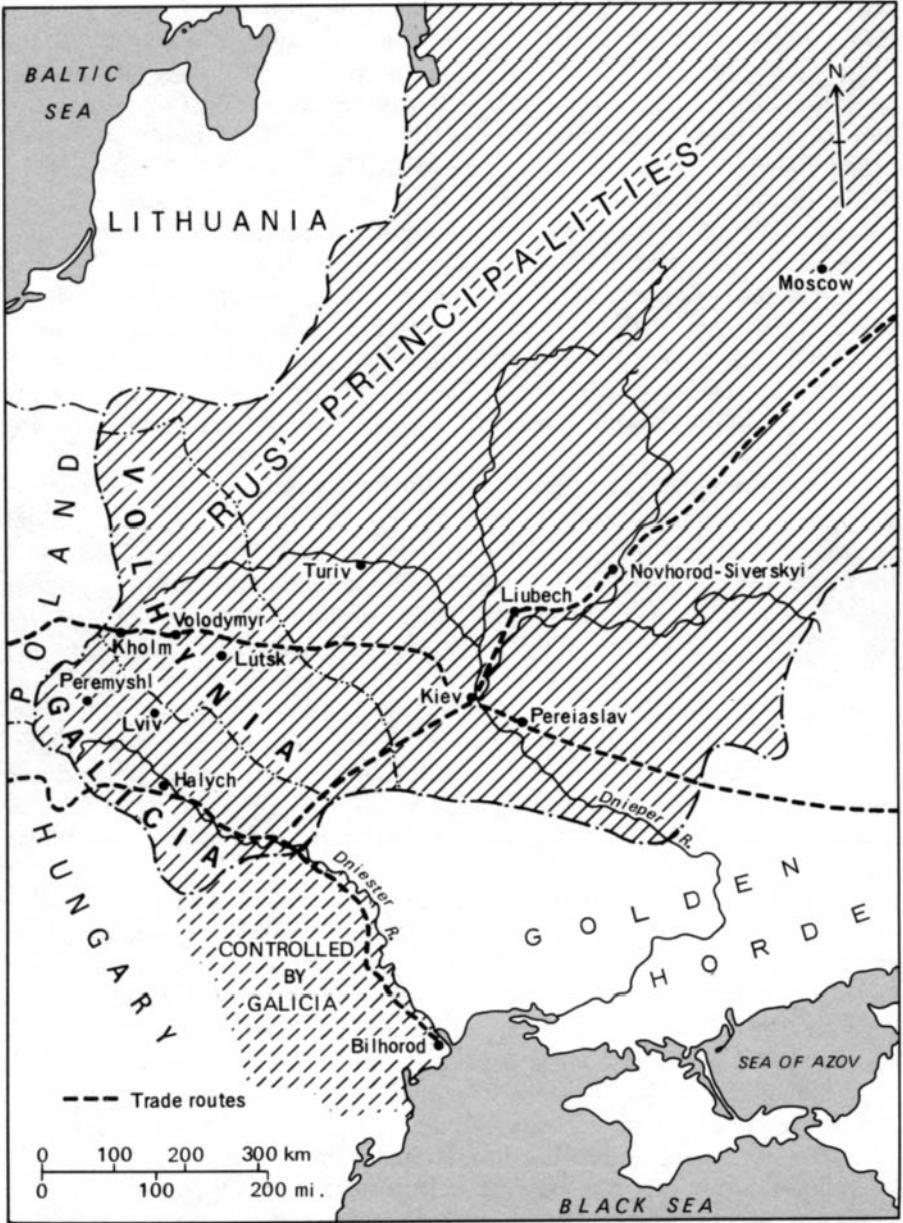 BALTIC
SEA
N
LITHUANIA
RUS' PRINCIPALITIES
Moscow
POLAND
VOLHYNIA
Turiv
Novhorod-Siverskyi
Liubech
Volodymyr
Kholm
Lutsk
Peremyshl
Kiev
Lviv
Pereiaslav
GALICIA
Halych
Dnieper R.
HUNGARY
Dniester R.
GOLDEN
HORDE
CONTROLLED
BY
GALICIA
Bilhorod
SEA OF AZOV
Trade routes
0 100 200 300 km
0 100 200 mi.
BLACK SEA